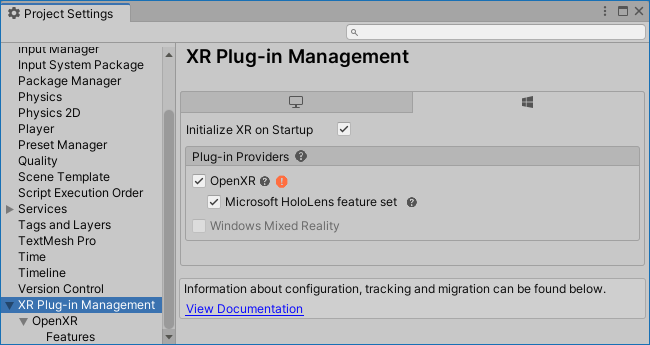 Project Settings
Input Manager
Input System Package
Package Manager
Physics
Physics 2D
Player
Preset Manager
Quality
Scene Template
Script Execution Order
Services
Tags and Layers
TextMesh Pro
Time
Timeline
Version Control
XR Plug-in Management
OpenXR
Features
XR Plug-in Management
Initialize XR on Startup
Plug-in Providers
OpenXR
Microsoft HoloLens feature set
Windows Mixed Reality
Information about configuration, tracking and migration can be found below.
View Documentation